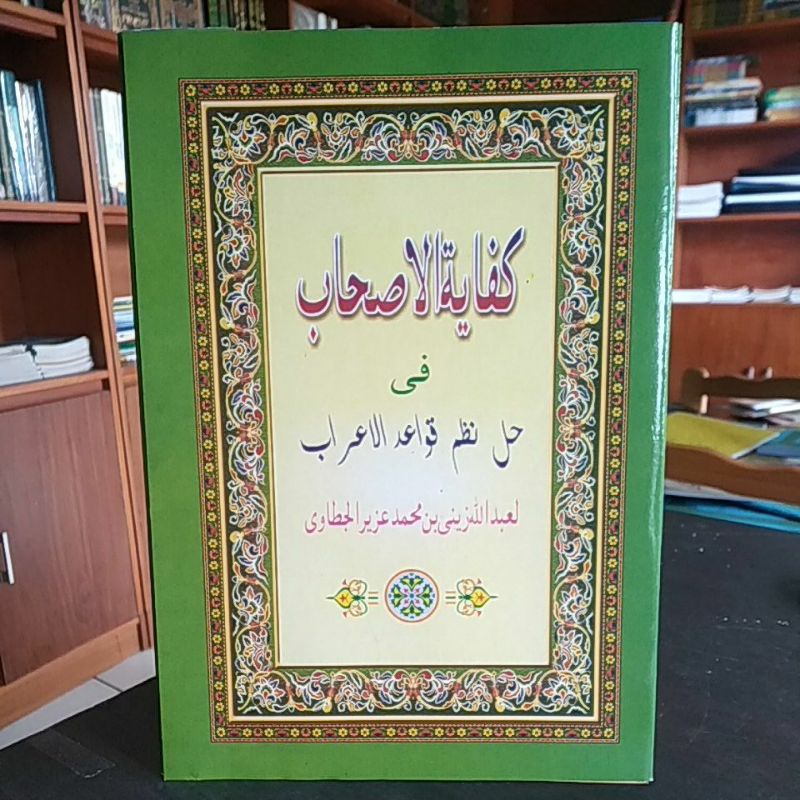 كفاية الاصحاب
فى
حل نظم قواعد الاعراب
لعبد الله زينى بن محمد عزير الجطاوى